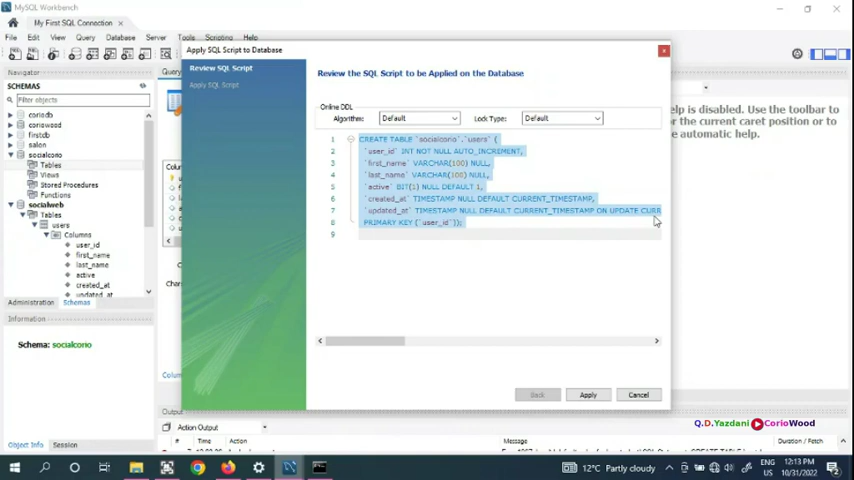 MySQL Workbench
My First SQL Connection
File Edit View Query Database Server Tools Scripting Help
Navigator
SCHEMAS
Filter objects
coriodb
coriowood
firstdb
salon
socialcorio
Tables
Views
Stored Procedures
Functions
socialweb
Tables
users
Columns
user_id
first_name
last_name
active
created_at
updated_at
Administration Schemas
Information
Schema: socialcorio
Object Info Session
Query
Apply SQL Script to Database
Review SQL Script
Apply SQL Script
Review the SQL Script to be Applied on the Database
Online DDL
Algorithm: Default Lock Type: Default
1 CREATE TABLE `socialcorio`.`users` (
2 `user_id` INT NOT NULL AUTO_INCREMENT,
3 `first_name` VARCHAR(100) NULL,
4 `last_name` VARCHAR(100) NULL,
5 `active` BIT(1) NULL DEFAULT 1,
6 `created_at` TIMESTAMP NULL DEFAULT CURRENT_TIMESTAMP,
7 `updated_at` TIMESTAMP NULL DEFAULT CURRENT_TIMESTAMP ON UPDATE CURR
8 PRIMARY KEY (`user_id`));
9
Back Apply Cancel
elp is disabled. Use the toolbar to
r the current caret position or to
e automatic help.
Output
Action Output
# Time Action Message Duration / Fetch
Q.D.Yazdani CorioWood
12°C Partly cloudy
ENG
US
12:13 PM
10/31/2022
2